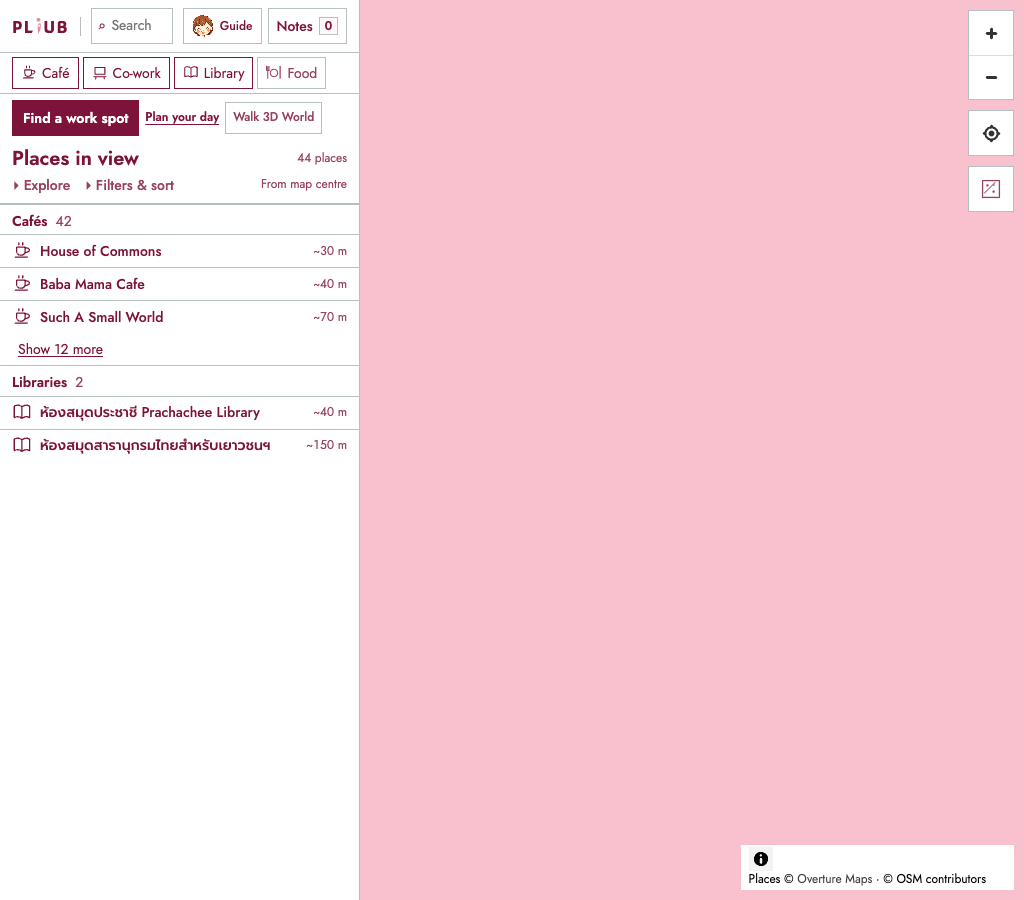 PLIUB Search Guide Notes 0
Café Co-work Library Food
Find a work spot Plan your day Walk 3D World
Places in view 44 places
Explore Filters & sort From map centre
Cafés 42
House of Commons ~30 m
Baba Mama Cafe ~40 m
Such A Small World ~70 m
Show 12 more
Libraries 2
ห้องสมุดประชาชี Prachachee Library ~40 m
ห้องสมุดสารานุกรมไทยสำหรับเยาวชนฯ ~150 m
+
−
Places © Overture Maps · © OSM contributors